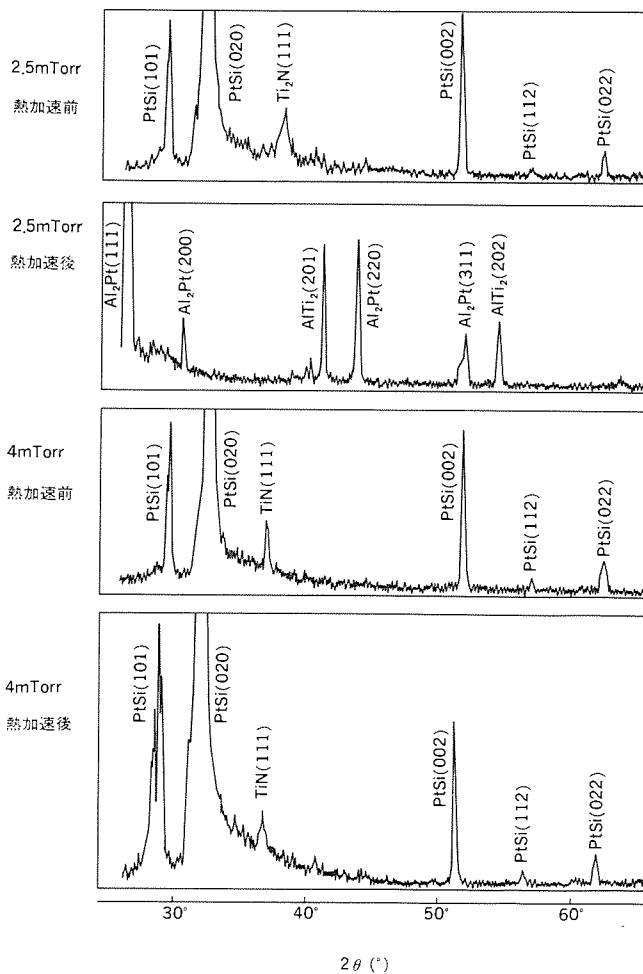 2.5mTorr
熱加速前
PtSi(101)
PtSi(020)
Ti₂N(111)
PtSi(002)
PtSi(112)
PtSi(022)
2.5mTorr
熱加速後
Al₂Pt(111)
Al₂Pt(200)
AlTi₂(201)
Al₂Pt(220)
Al₂Pt(311)
AlTi₂(202)
4mTorr
熱加速前
PtSi(101)
PtSi(020)
TiN(111)
PtSi(002)
PtSi(112)
PtSi(022)
4mTorr
熱加速後
PtSi(101)
PtSi(020)
TiN(111)
PtSi(002)
PtSi(112)
PtSi(022)
30° 40° 50° 60°
2θ (°)